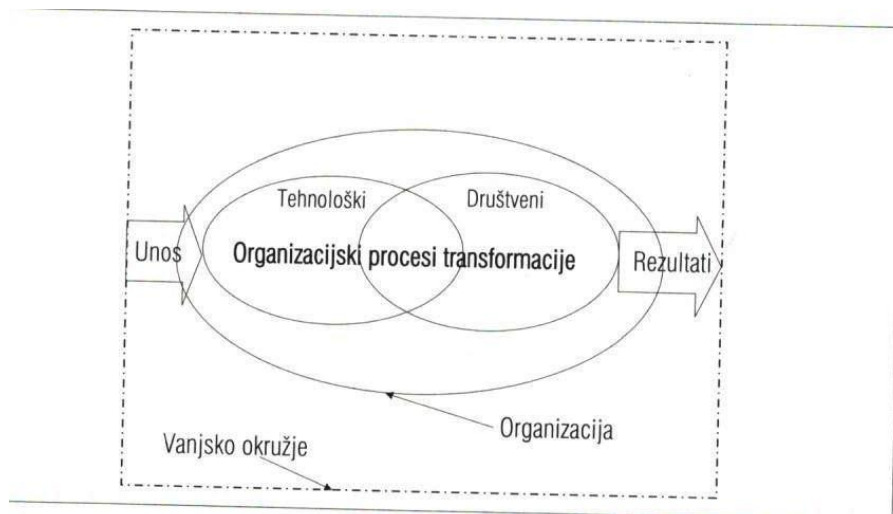 Tehnološki
Društveni
Unos
Organizacijski procesi transformacije
Rezultati
Organizacija
Vanjsko okružje